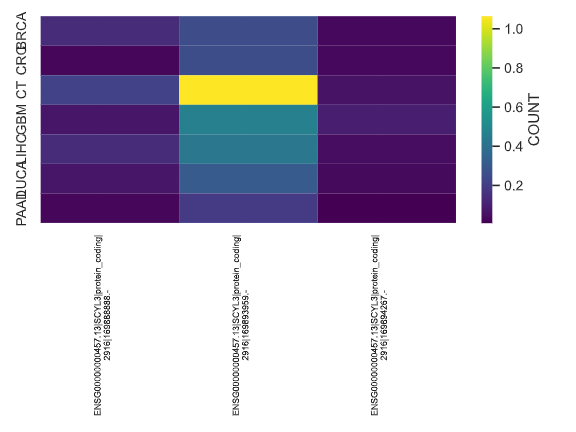 BRCA
CRC
CT
GBM
LIHC
LUCA
PAAD
1.0
0.8
0.6
0.4
0.2
COUNT
ENSG00000000457.13|SCYL3|protein_coding|
2916|169888888,-
ENSG00000000457.13|SCYL3|protein_coding|
2916|169893959,-
ENSG00000000457.13|SCYL3|protein_coding|
2916|169894267,-